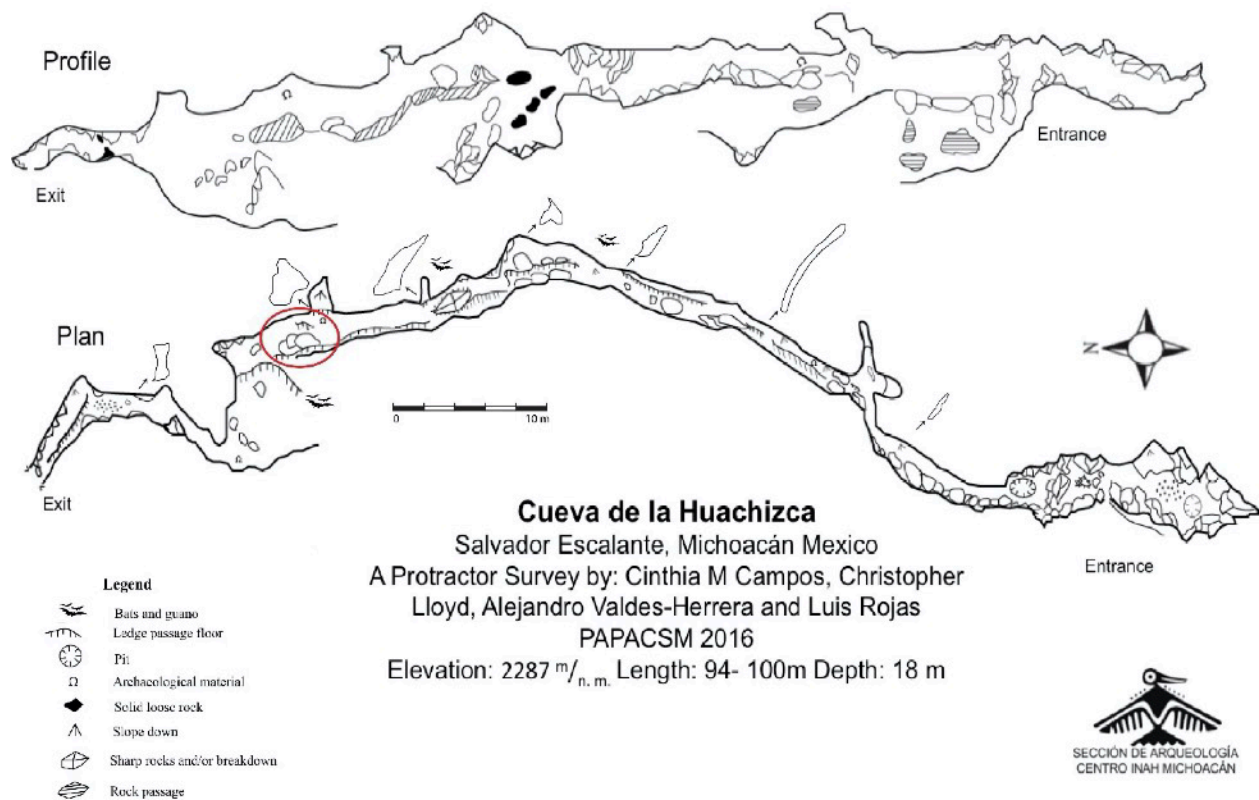 Profile
Exit
Entrance
Plan
N
0 10 m
Exit
Entrance
Cueva de la Huachizca
Salvador Escalante, Michoacán Mexico
A Protractor Survey by: Cinthia M Campos, Christopher
Lloyd, Alejandro Valdes-Herrera and Luis Rojas
PAPACSM 2016
Elevation: 2287 m/n. m. Length: 94- 100m Depth: 18 m
Legend
Bats and guano
Ledge passage floor
Pit
Ω Archaeological material
Solid loose rock
Slope down
Sharp rocks and/or breakdown
Rock passage
SECCIÓN DE ARQUEOLOGÍA
CENTRO INAH MICHOACÁN